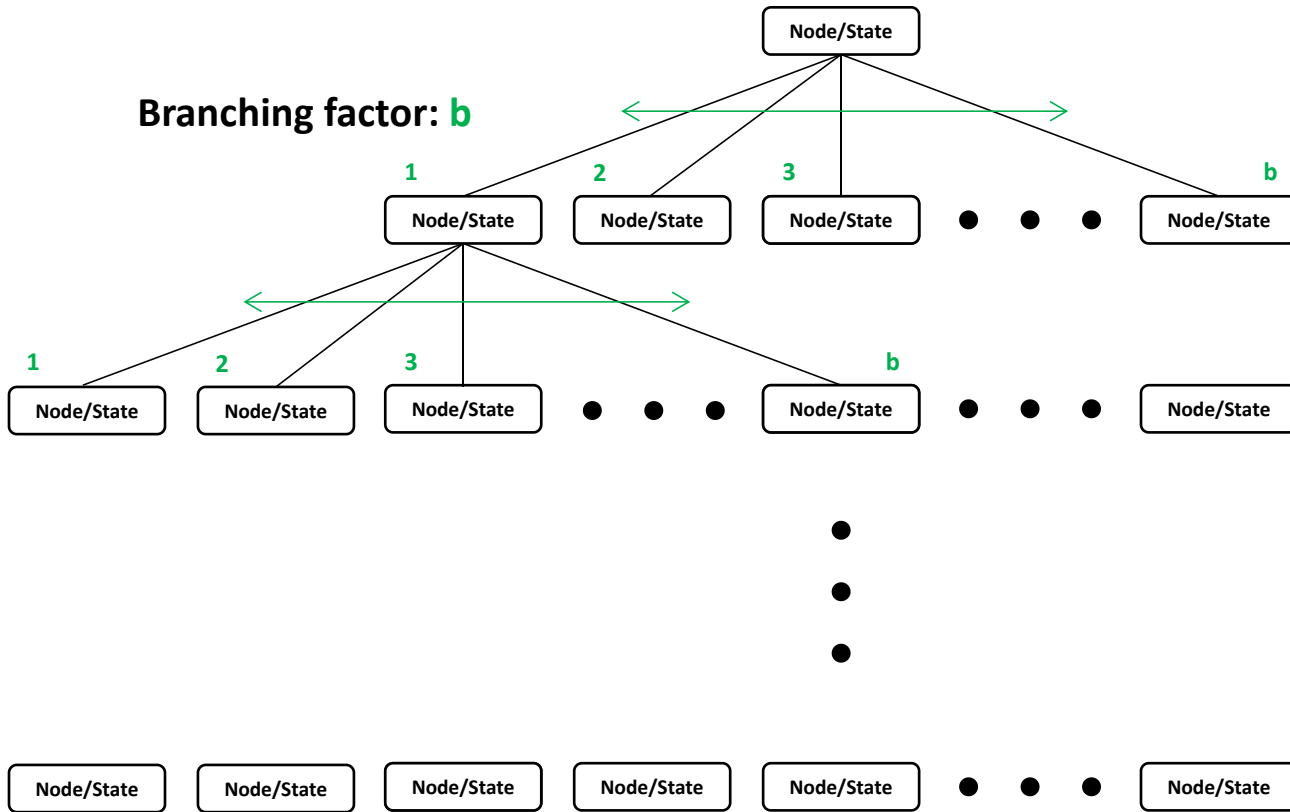 Node/State
Branching factor: b
1 2 3 b
Node/State Node/State Node/State Node/State
1 2 3 b
Node/State Node/State Node/State Node/State Node/State
Node/State Node/State Node/State Node/State Node/State Node/State